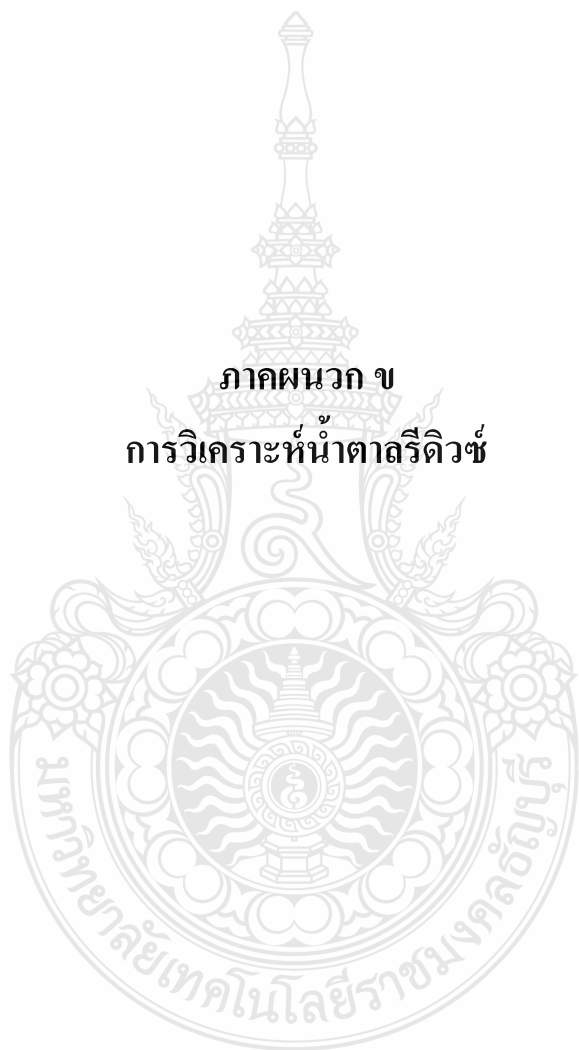 ภาคผนวก ข
การวิเคราะห์น้ำตาลรีดิวซ์
มหาวิทยาลัยเทคโนโลยีราชมงคลธัญบุรี